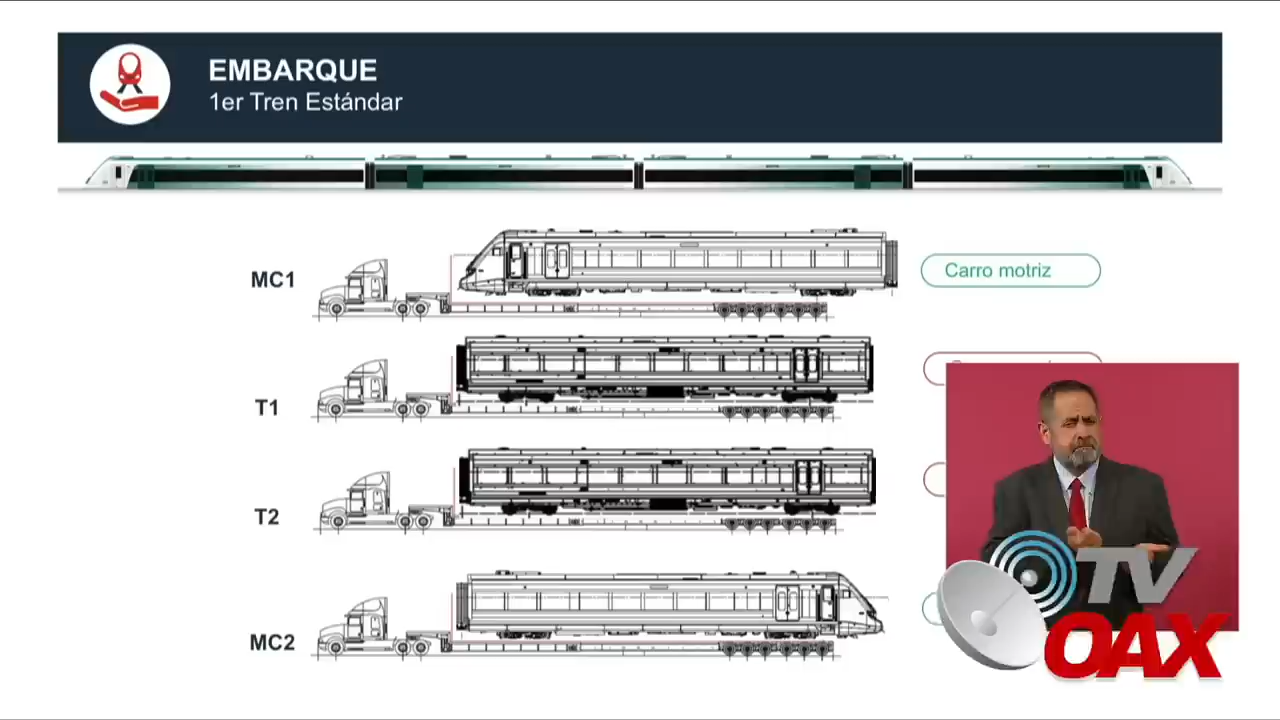 EMBARQUE
1er Tren Estándar
MC1
Carro motriz
T1
T2
MC2
TV
OAX